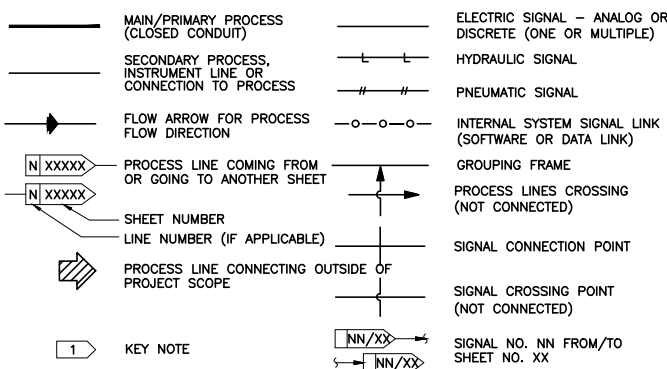 MAIN/PRIMARY PROCESS
(CLOSED CONDUIT)
SECONDARY PROCESS,
INSTRUMENT LINE OR
CONNECTION TO PROCESS
FLOW ARROW FOR PROCESS
FLOW DIRECTION
N XXXXX
PROCESS LINE COMING FROM
OR GOING TO ANOTHER SHEET
N XXXXX
SHEET NUMBER
LINE NUMBER (IF APPLICABLE)
PROCESS LINE CONNECTING OUTSIDE OF
PROJECT SCOPE
1
KEY NOTE
ELECTRIC SIGNAL – ANALOG OR
DISCRETE (ONE OR MULTIPLE)
HYDRAULIC SIGNAL
PNEUMATIC SIGNAL
INTERNAL SYSTEM SIGNAL LINK
(SOFTWARE OR DATA LINK)
GROUPING FRAME
PROCESS LINES CROSSING
(NOT CONNECTED)
SIGNAL CONNECTION POINT
SIGNAL CROSSING POINT
(NOT CONNECTED)
NN/XX
NN/XX
SIGNAL NO. NN FROM/TO
SHEET NO. XX